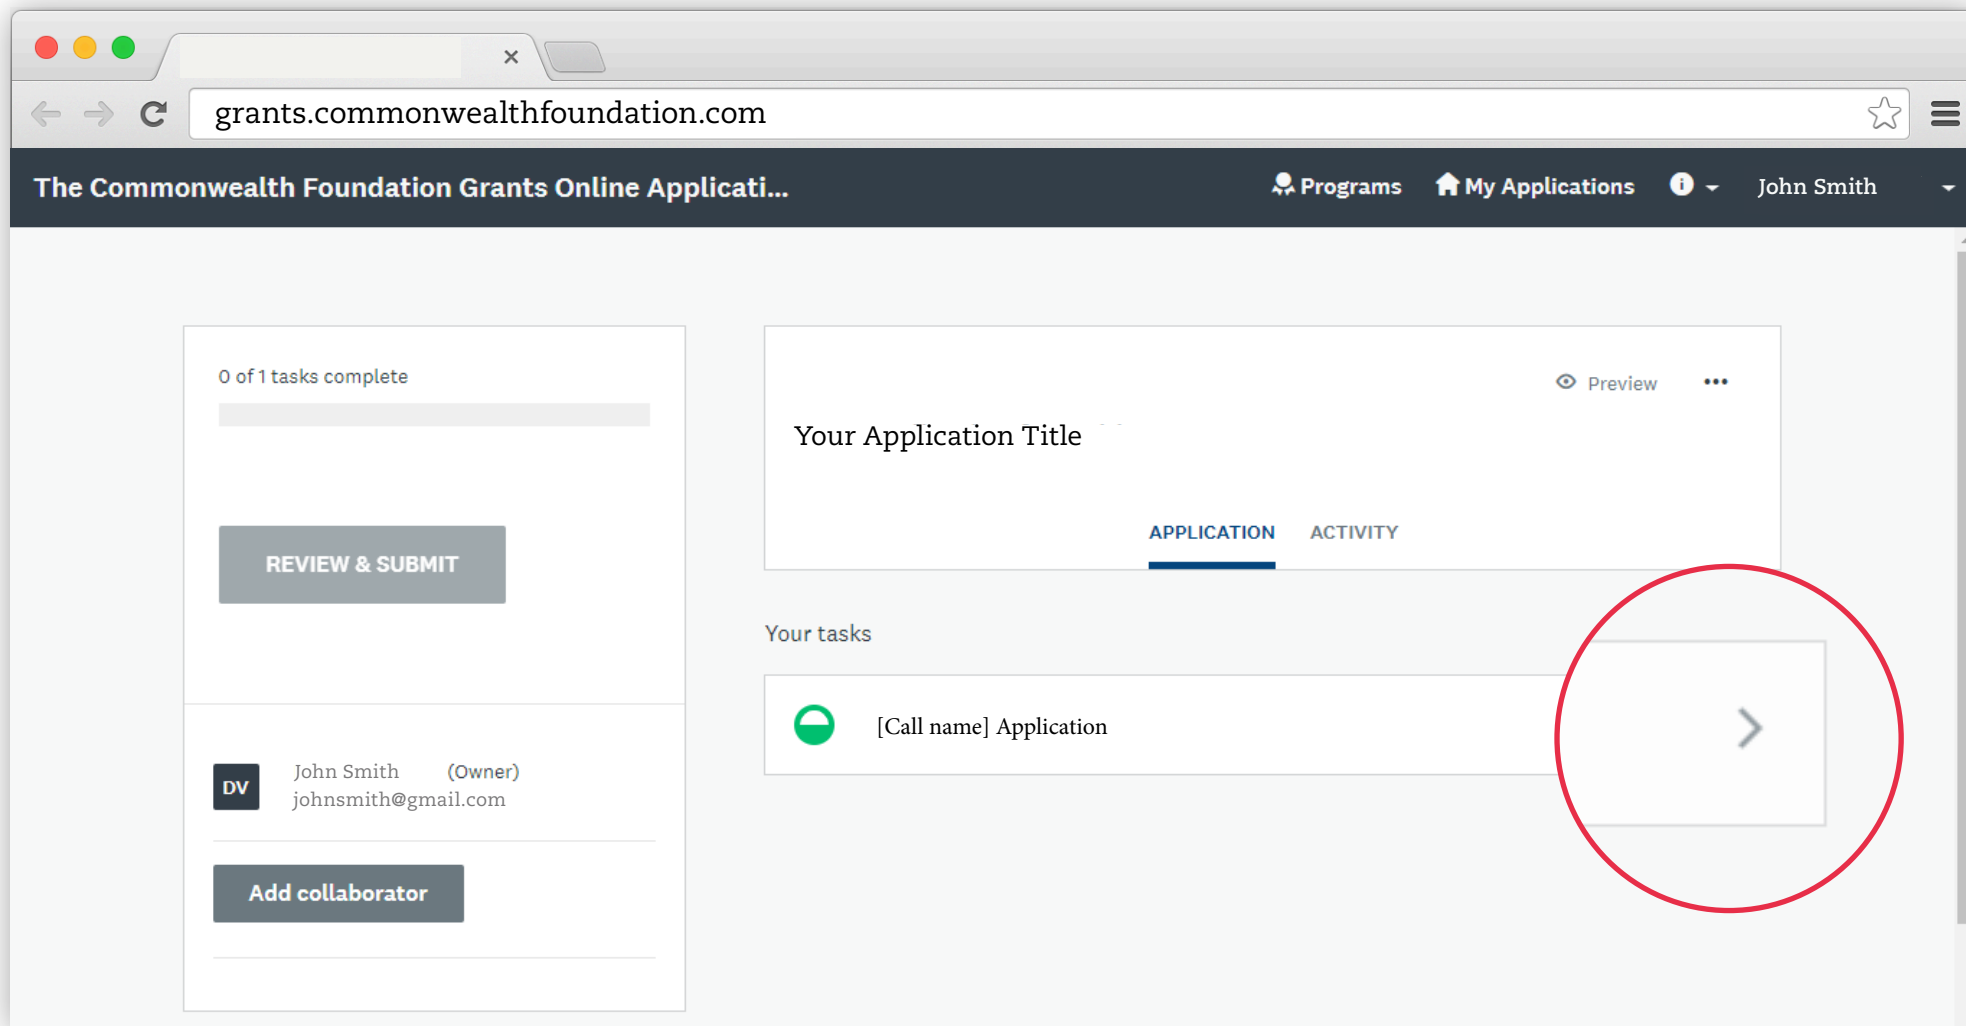 grants.commonwealthfoundation.com
The Commonwealth Foundation Grants Online Applicati...
Programs
My Applications
John Smith
0 of 1 tasks complete
REVIEW & SUBMIT
DV
John Smith (Owner)
johnsmith@gmail.com
Add collaborator
Preview
Your Application Title
APPLICATION ACTIVITY
Your tasks
[Call name] Application